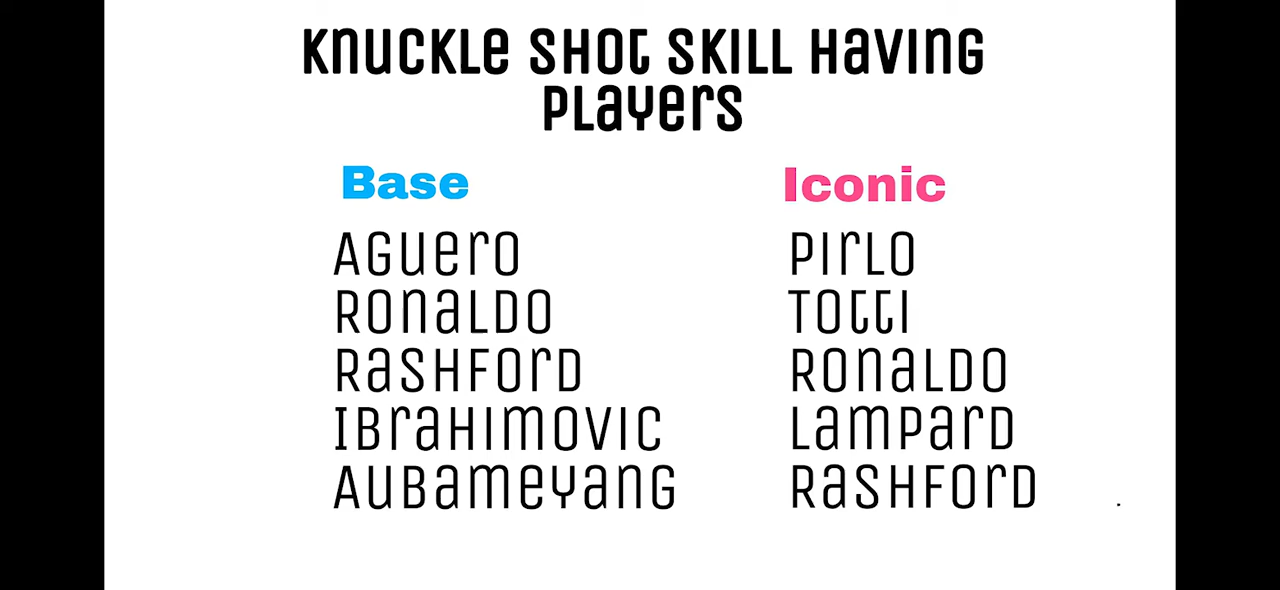 Knuckle Shot Skill Having
Players
Base
Iconic
Aguero
Pirlo
Ronaldo
Totti
Rashford
Ronaldo
Ibrahimovic
Lampard
Aubameyang
Rashford